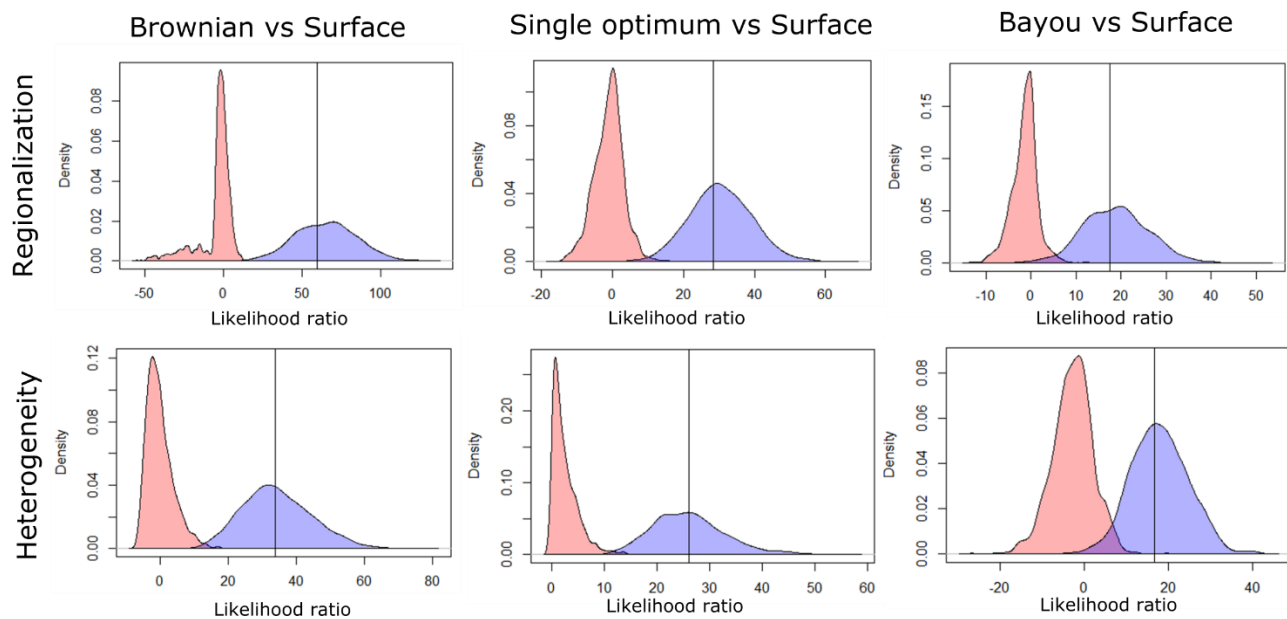 Brownian vs Surface
Single optimum vs Surface
Bayou vs Surface
Regionalization
Density
0.00 0.02 0.04 0.06 0.08
-50 0 50 100
Likelihood ratio
Density
0.00 0.04 0.08
-20 0 20 40 60
Likelihood ratio
Density
0.00 0.05 0.10 0.15
-10 0 10 20 30 40 50
Likelihood ratio
Heterogeneity
Density
0.00 0.04 0.08 0.12
0 20 40 60 80
Likelihood ratio
Density
0.00 0.05 0.10 0.20
0 10 20 30 40 50 60
Likelihood ratio
Density
0.00 0.02 0.04 0.06 0.08
-20 0 20 40
Likelihood ratio